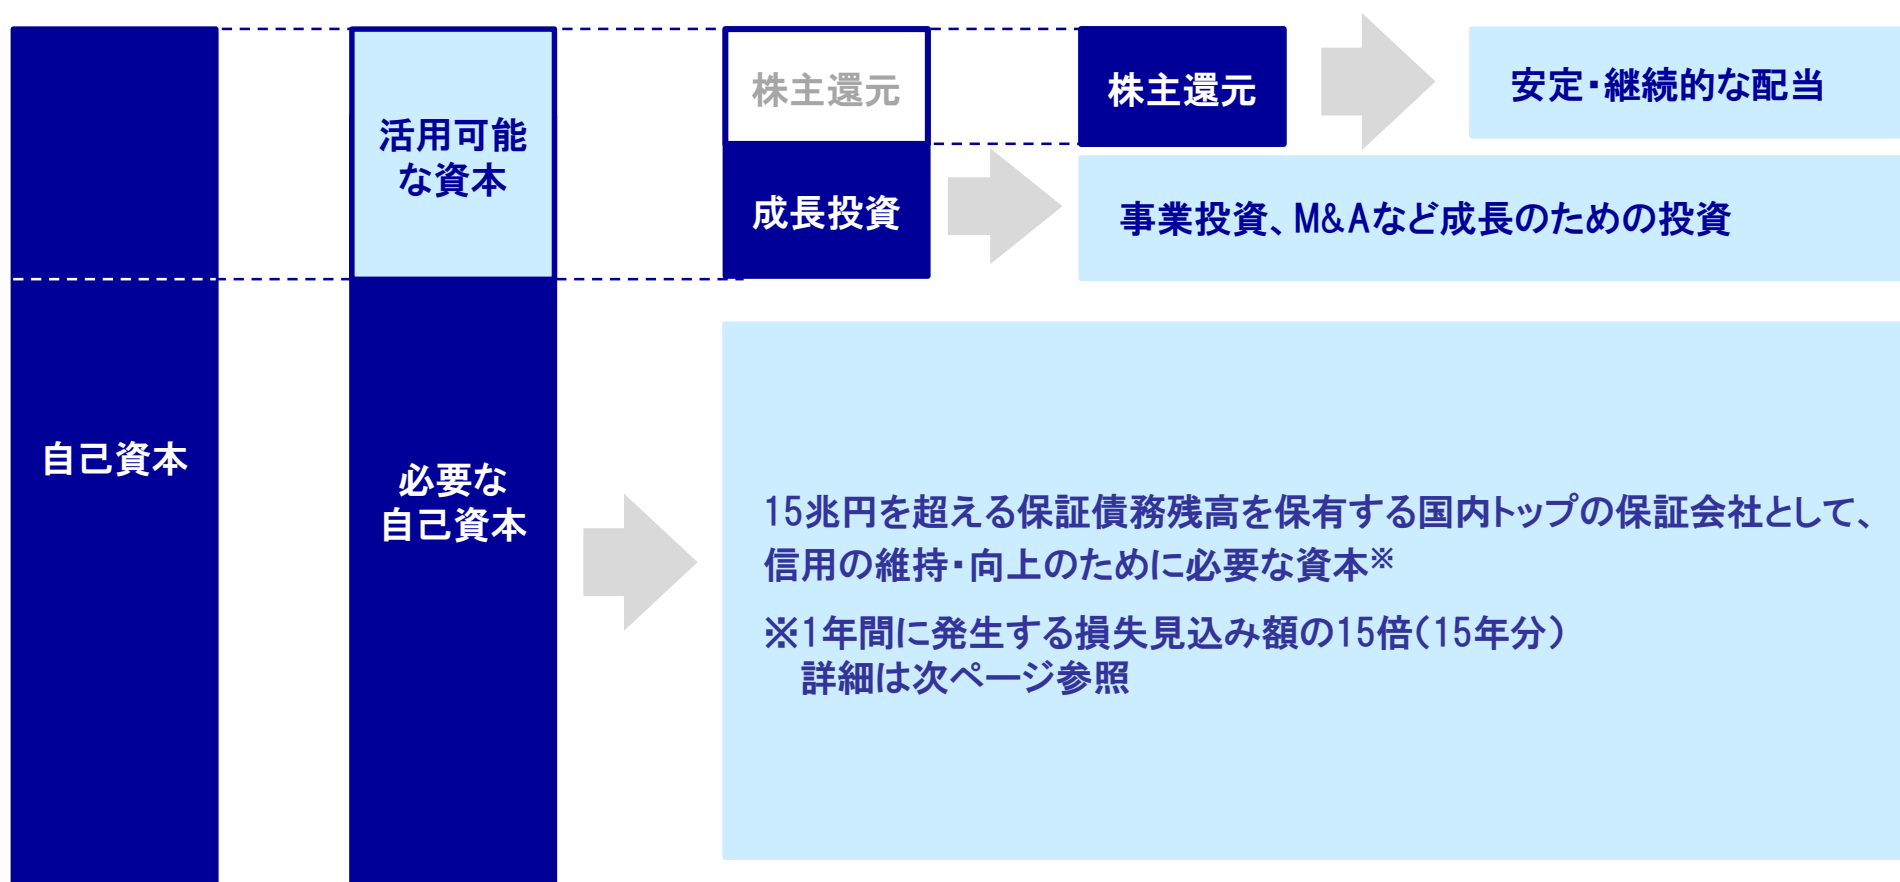 株主還元
株主還元
安定・継続的な配当
活用可能
な資本
成長投資
事業投資、M&Aなど成長のための投資
自己資本
必要な
自己資本
15兆円を超える保証債務残高を保有する国内トップの保証会社として、
信用の維持・向上のために必要な資本※
※1年間に発生する損失見込み額の15倍（15年分）
詳細は次ページ参照